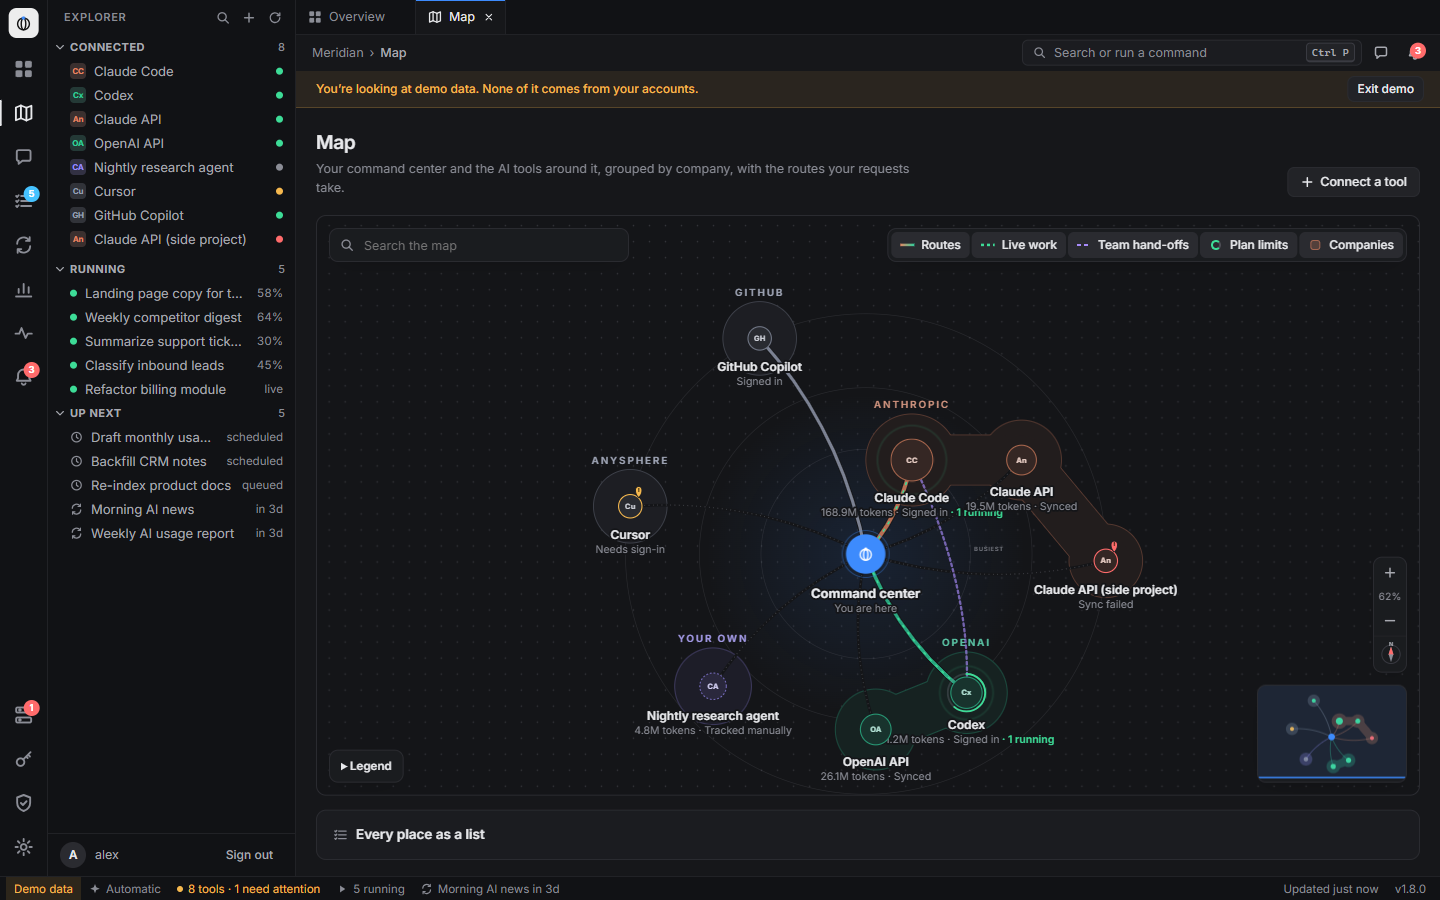 EXPLORER
CONNECTED 8
CC Claude Code
Cx Codex
An Claude API
OA OpenAI API
CA Nightly research agent
Cu Cursor
GH GitHub Copilot
An Claude API (side project)
RUNNING 5
Landing page copy for t... 58%
Weekly competitor digest 64%
Summarize support tick... 30%
Classify inbound leads 45%
Refactor billing module live
UP NEXT 5
Draft monthly usa... scheduled
Backfill CRM notes scheduled
Re-index product docs queued
Morning AI news in 3d
Weekly AI usage report in 3d
5
3
1
A alex Sign out
Overview
Map
Meridian › Map
Search or run a command Ctrl P
3
You're looking at demo data. None of it comes from your accounts.
Exit demo
Map
Your command center and the AI tools around it, grouped by company, with the routes your requests
take.
Connect a tool
Search the map
Routes
Live work
Team hand-offs
Plan limits
Companies
GITHUB
GH
GitHub Copilot
Signed in
ANTHROPIC
CC
Claude Code
168.9M tokens · Signed in · 1 running
An
Claude API
19.5M tokens · Synced
ANYSPHERE
Cu
Cursor
Needs sign-in
BUSIEST
An
Claude API (side project)
Sync failed
Command center
You are here
YOUR OWN
CA
Nightly research agent
4.8M tokens · Tracked manually
OPENAI
Cx
Codex
.2M tokens · Signed in · 1 running
OA
OpenAI API
26.1M tokens · Synced
62%
N
Legend
Every place as a list
Demo data
Automatic
8 tools · 1 need attention
5 running
Morning AI news in 3d
Updated just now
v1.8.0